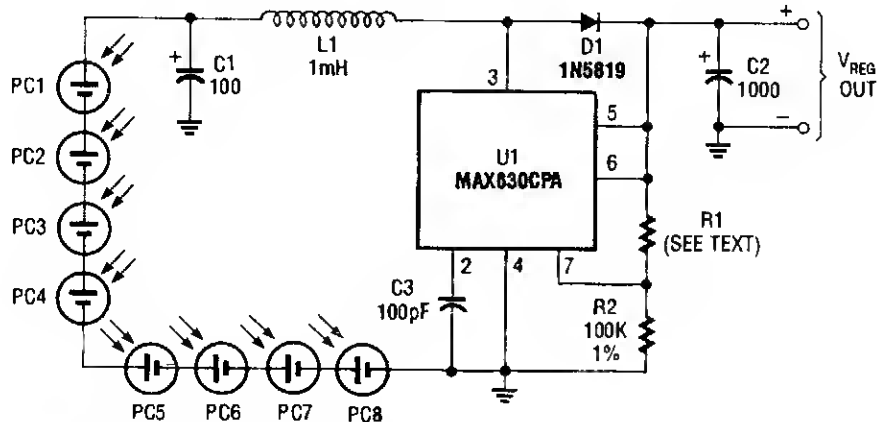 PC1
PC2
PC3
PC4
PC5
PC6
PC7
PC8
+
C1
100
L1
1mH
D1
1N5819
3
5
6
U1
MAX630CPA
2
4
7
C3
100pF
R1
(SEE TEXT)
R2
100K
1%
+
C2
1000
+
−
VREG
OUT